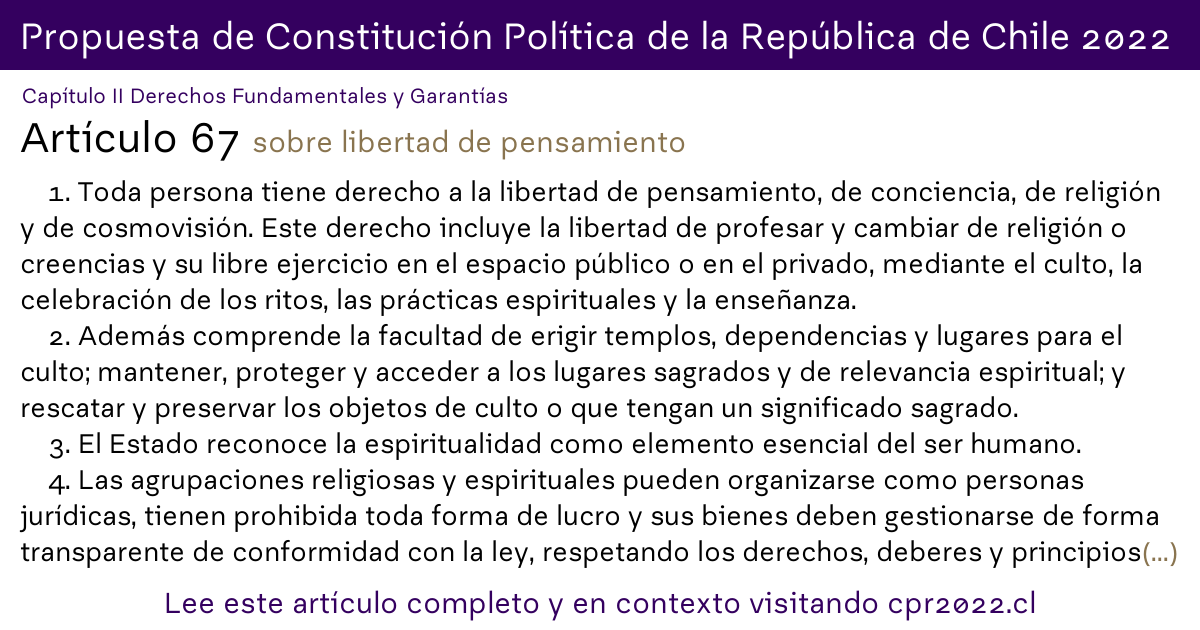 Propuesta de Constitución Política de la República de Chile 2022
Capítulo II Derechos Fundamentales y Garantías
Artículo 67 sobre libertad de pensamiento
1. Toda persona tiene derecho a la libertad de pensamiento, de conciencia, de religión
y de cosmovisión. Este derecho incluye la libertad de profesar y cambiar de religión o
creencias y su libre ejercicio en el espacio público o en el privado, mediante el culto, la
celebración de los ritos, las prácticas espirituales y la enseñanza.
2. Además comprende la facultad de erigir templos, dependencias y lugares para el
culto; mantener, proteger y acceder a los lugares sagrados y de relevancia espiritual; y
rescatar y preservar los objetos de culto o que tengan un significado sagrado.
3. El Estado reconoce la espiritualidad como elemento esencial del ser humano.
4. Las agrupaciones religiosas y espirituales pueden organizarse como personas
jurídicas, tienen prohibida toda forma de lucro y sus bienes deben gestionarse de forma
transparente de conformidad con la ley, respetando los derechos, deberes y principios(...)
Lee este artículo completo y en contexto visitando cpr2022.cl